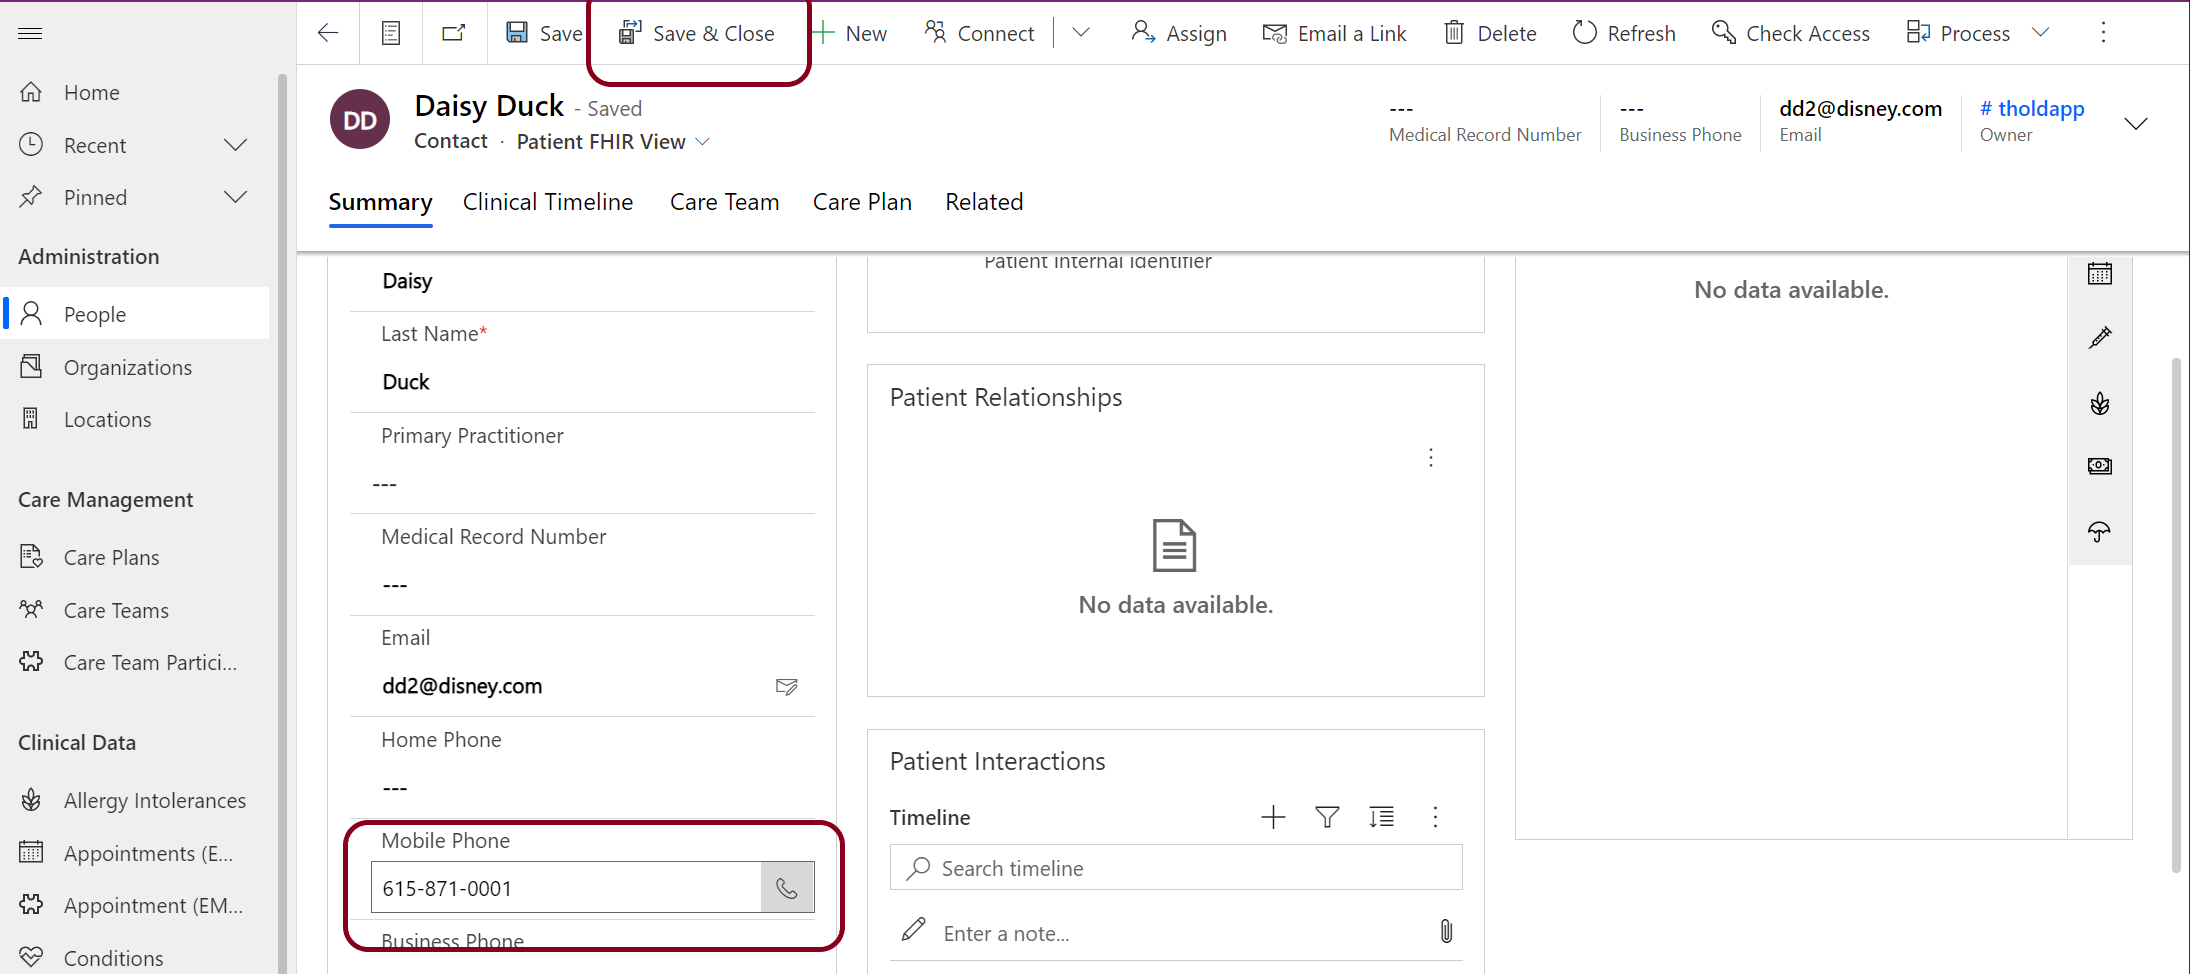 Save
Save & Close
New
Connect
Assign
Email a Link
Delete
Refresh
Check Access
Process
Home
Recent
Pinned
Administration
People
Organizations
Locations
Care Management
Care Plans
Care Teams
Care Team Partici...
Clinical Data
Allergy Intolerances
Appointments (E...
Appointment (EM...
Conditions
DD
Daisy Duck - Saved
Contact · Patient FHIR View
---
Medical Record Number
---
Business Phone
dd2@disney.com
Email
# tholdapp
Owner
Summary
Clinical Timeline
Care Team
Care Plan
Related
Daisy
Last Name*
Duck
Primary Practitioner
---
Medical Record Number
---
Email
dd2@disney.com
Home Phone
---
Mobile Phone
615-871-0001
Business Phone
Patient internal identifier
Patient Relationships
No data available.
Patient Interactions
Timeline
Search timeline
Enter a note...
No data available.